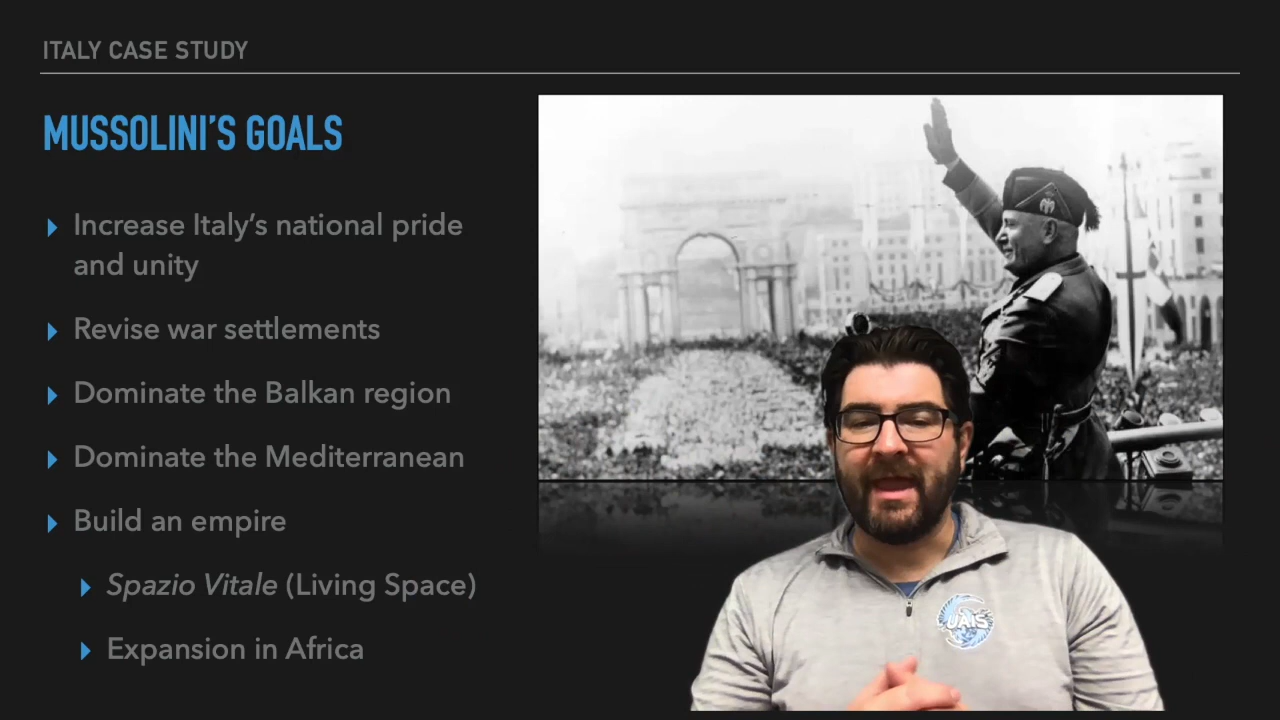 ITALY CASE STUDY
MUSSOLINI'S GOALS
Increase Italy's national pride
and unity
Revise war settlements
Dominate the Balkan region
Dominate the Mediterranean
Build an empire
Spazio Vitale (Living Space)
Expansion in Africa
UAIS